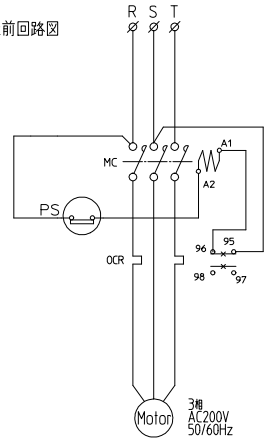 R S T
前回路図
MC
A1
A2
PS
96 95
OCR
98 97
Motor
3相
AC200V
50/60Hz